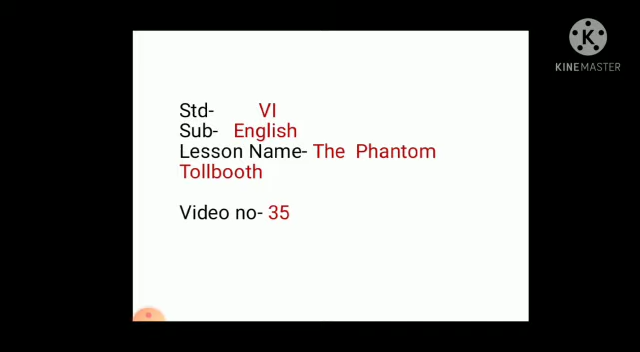 Std- VI
Sub- English
Lesson Name- The Phantom
Tollbooth
Video no- 35
K
KINEMASTER